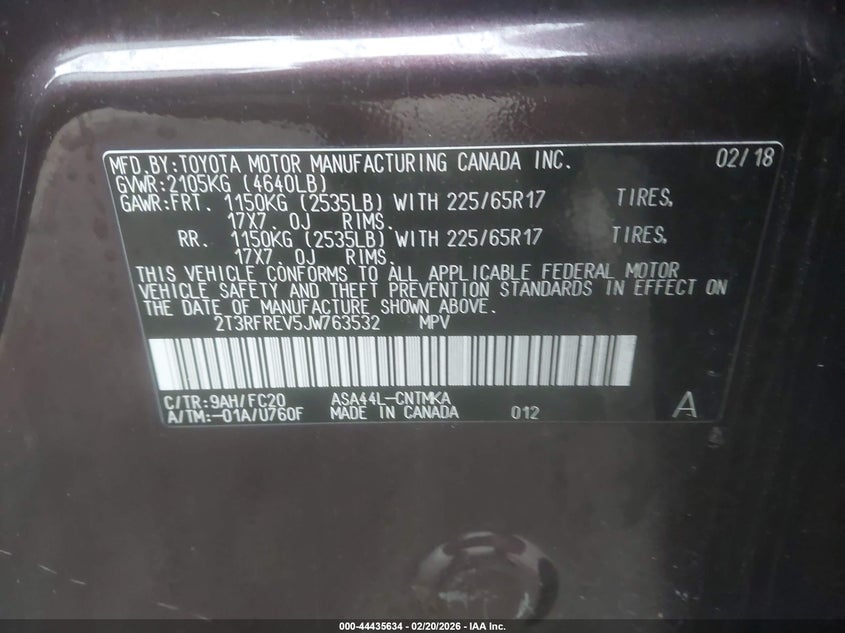 MFD.BY:TOYOTA MOTOR MANUFACTURING CANADA INC. 02/18
GVWR:2105KG (4640LB)
GAWR:FRT. 1150KG (2535LB) WITH 225/65R17 TIRES,
17X7.0J RIMS.
RR. 1150KG (2535LB) WITH 225/65R17 TIRES,
17X7.0J RIMS.
THIS VEHICLE CONFORMS TO ALL APPLICABLE FEDERAL MOTOR
VEHICLE SAFETY AND THEFT PREVENTION STANDARDS IN EFFECT ON
THE DATE OF MANUFACTURE SHOWN ABOVE.
2T3RFREV5JW763532 MPV
C/TR:9AH/FC20 ASA44L-CNTMKA
A/TM:-01A/U760F MADE IN CANADA 012 A
000-44435634 | 02/20/2026 - IAA Inc.